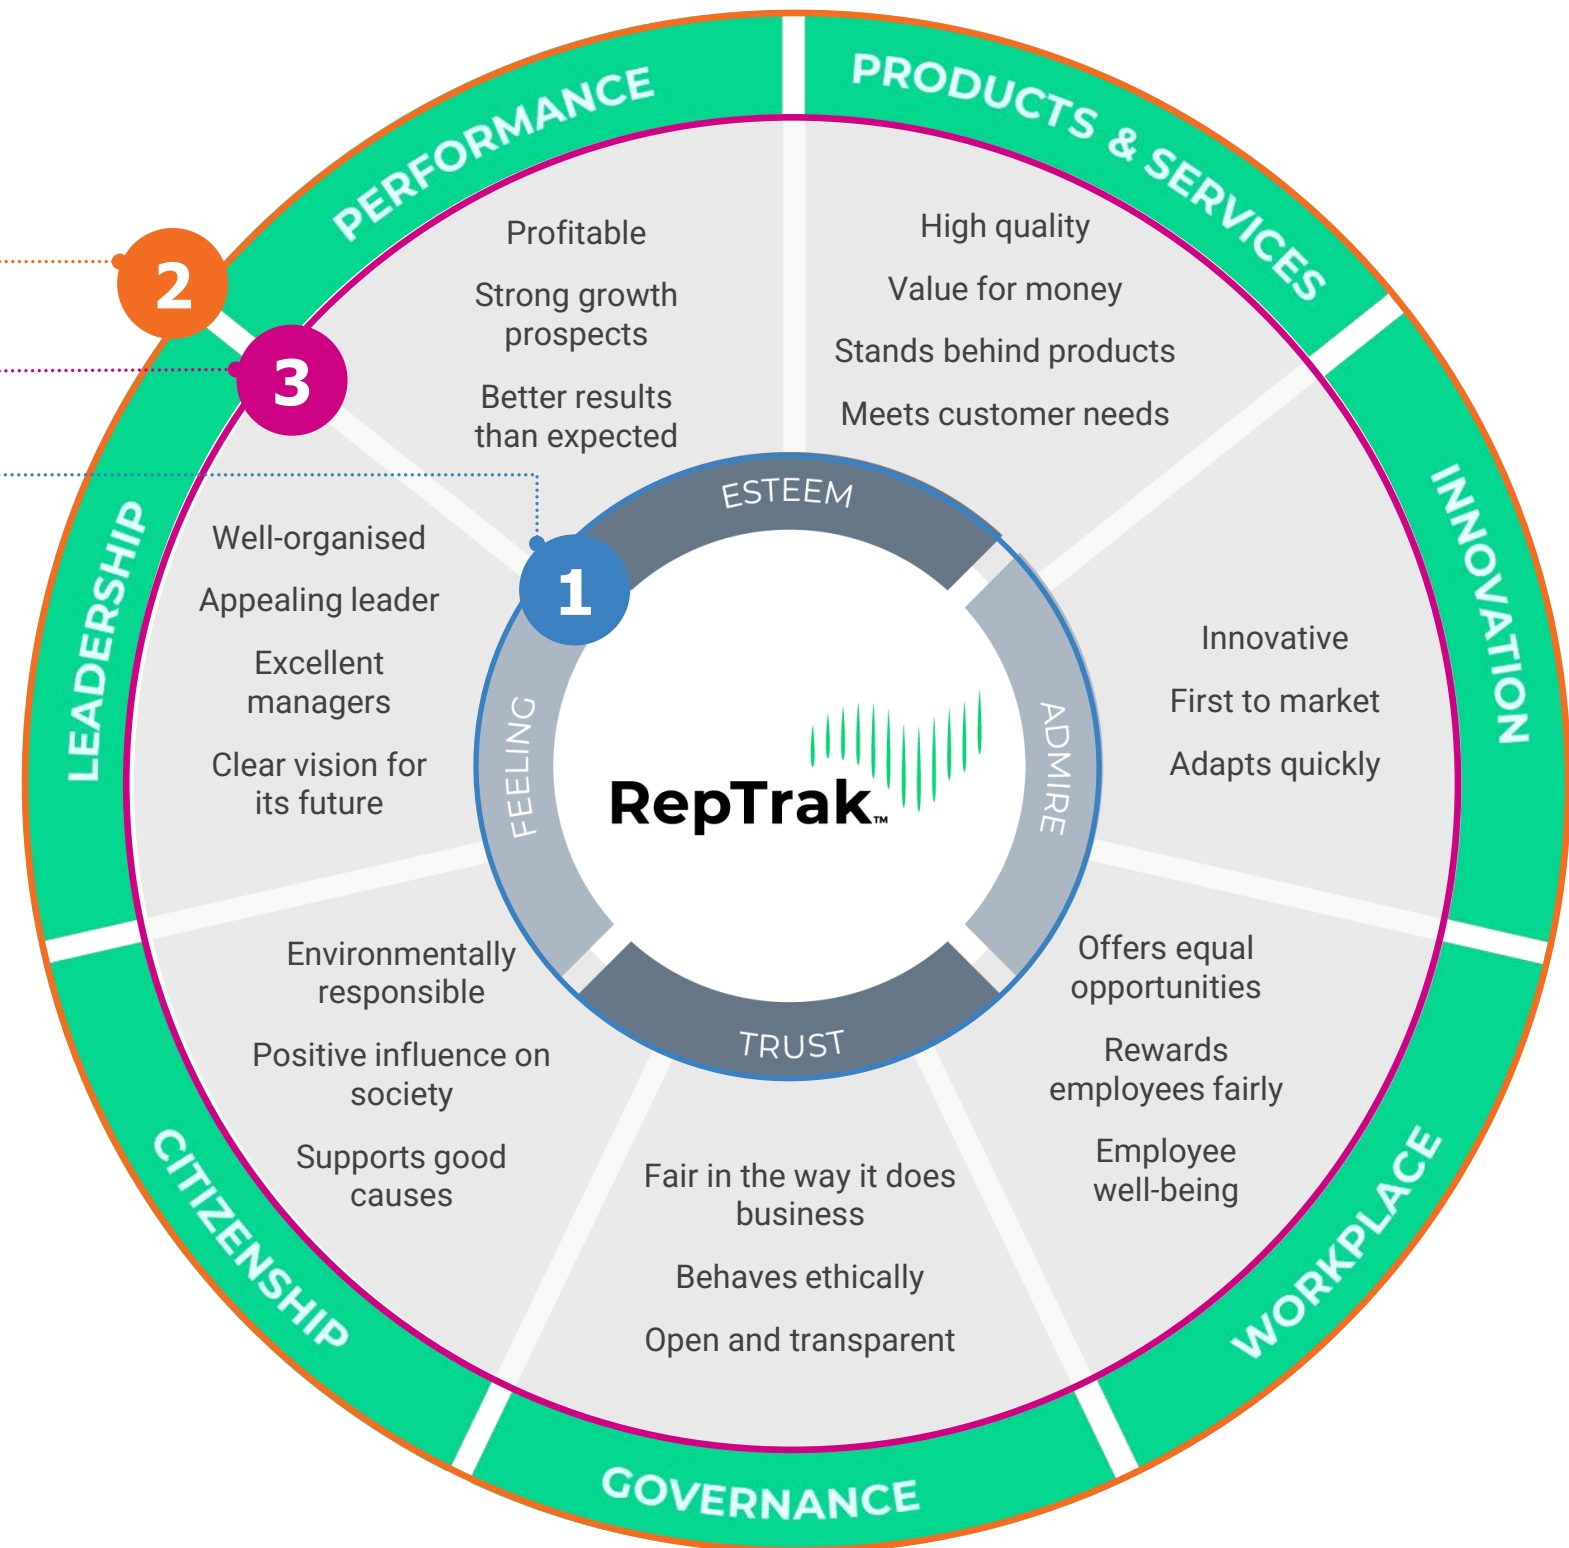 PERFORMANCE
PRODUCTS & SERVICES
INNOVATION
WORKPLACE
GOVERNANCE
CITIZENSHIP
LEADERSHIP
2
3
1
Profitable
Strong growth
prospects
Better results
than expected
High quality
Value for money
Stands behind products
Meets customer needs
Innovative
First to market
Adapts quickly
Offers equal
opportunities
Rewards
employees fairly
Employee
well-being
Fair in the way it does
business
Behaves ethically
Open and transparent
Environmentally
responsible
Positive influence on
society
Supports good
causes
Well-organised
Appealing leader
Excellent
managers
Clear vision for
its future
ESTEEM
ADMIRE
TRUST
FEELING
RepTrak™